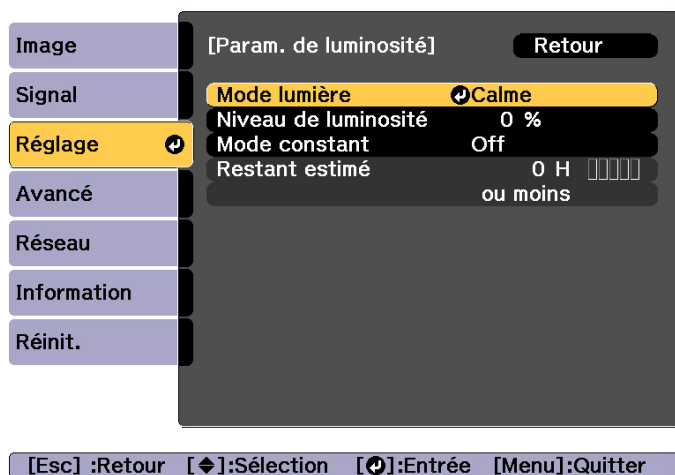 Image
Signal
Réglage
Avancé
Réseau
Information
Réinit.
[Param. de luminosité] Retour
Mode lumière Calme
Niveau de luminosité 0 %
Mode constant Off
Restant estimé 0 H
ou moins
[Esc] :Retour [◆]:Sélection [↵]:Entrée [Menu]:Quitter